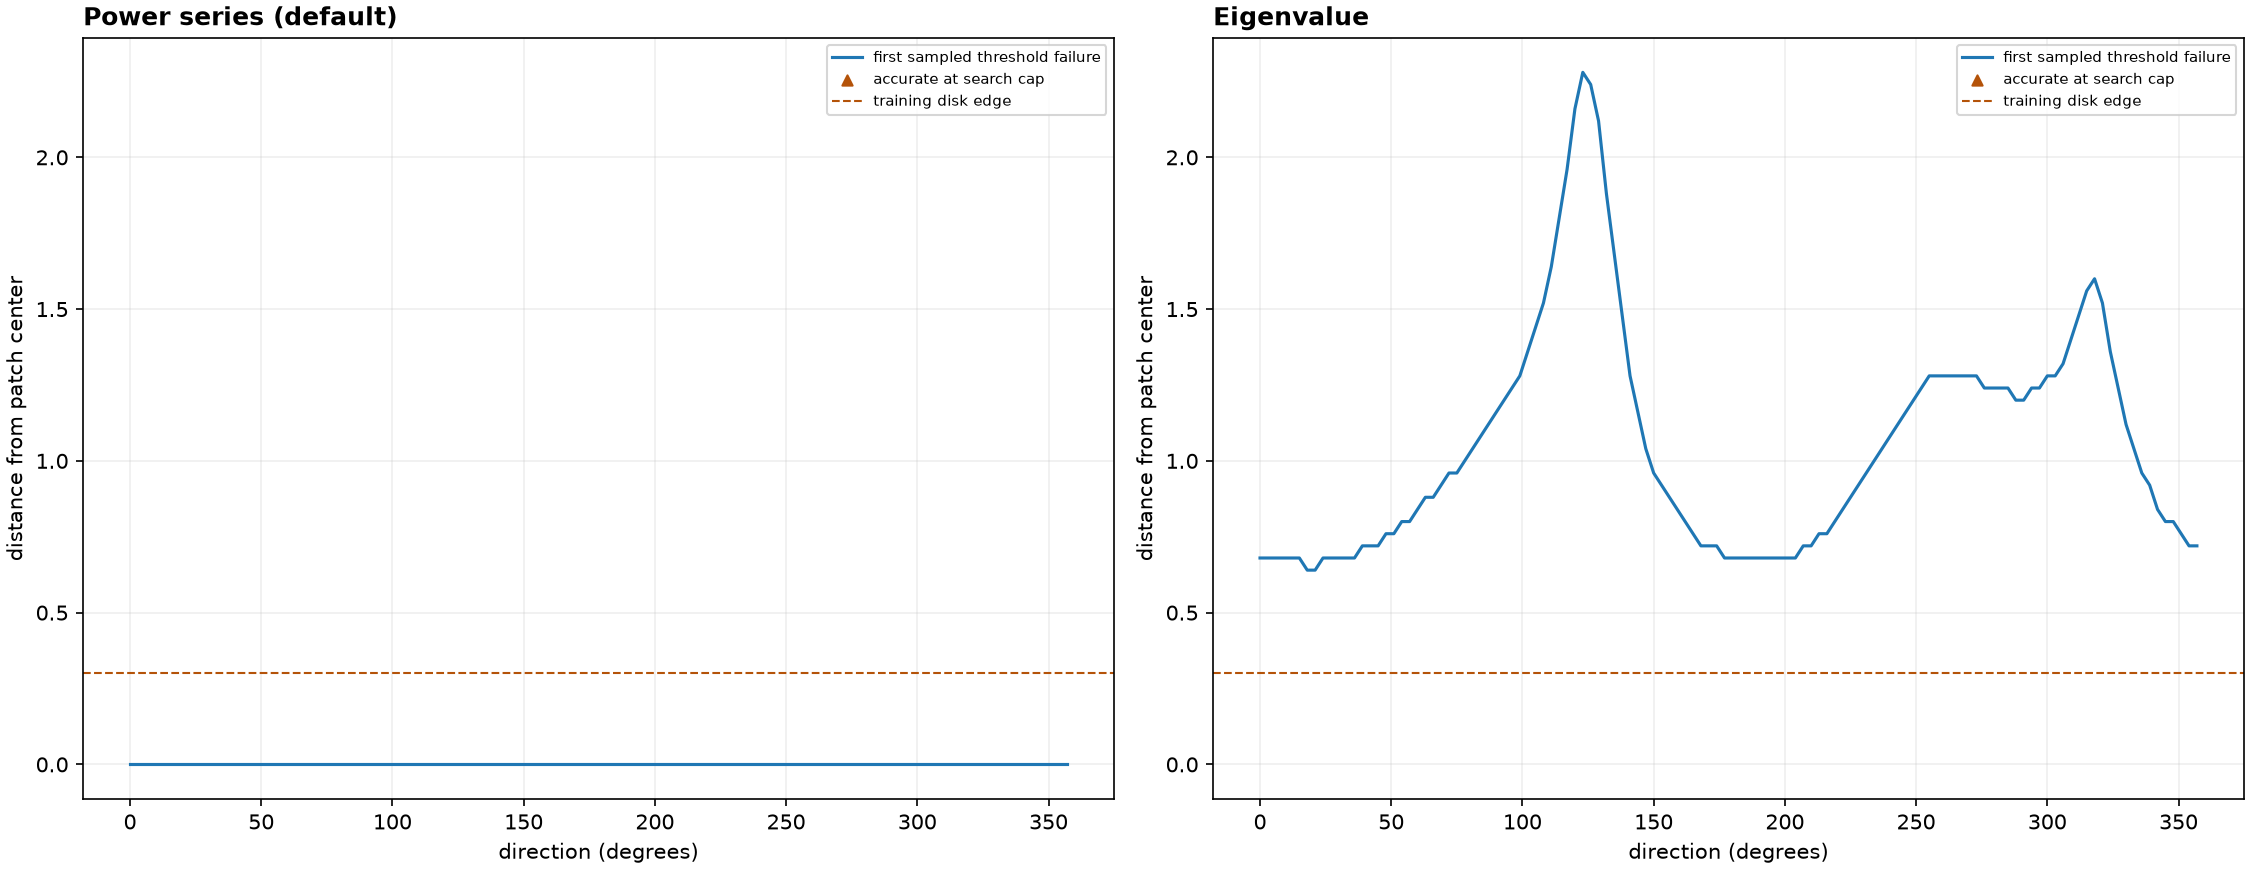 Power series (default)
first sampled threshold failure
accurate at search cap
training disk edge
distance from patch center
2.0
1.5
1.0
0.5
0.0
0 50 100 150 200 250 300 350
direction (degrees)
Eigenvalue
first sampled threshold failure
accurate at search cap
training disk edge
distance from patch center
2.0
1.5
1.0
0.5
0.0
0 50 100 150 200 250 300 350
direction (degrees)